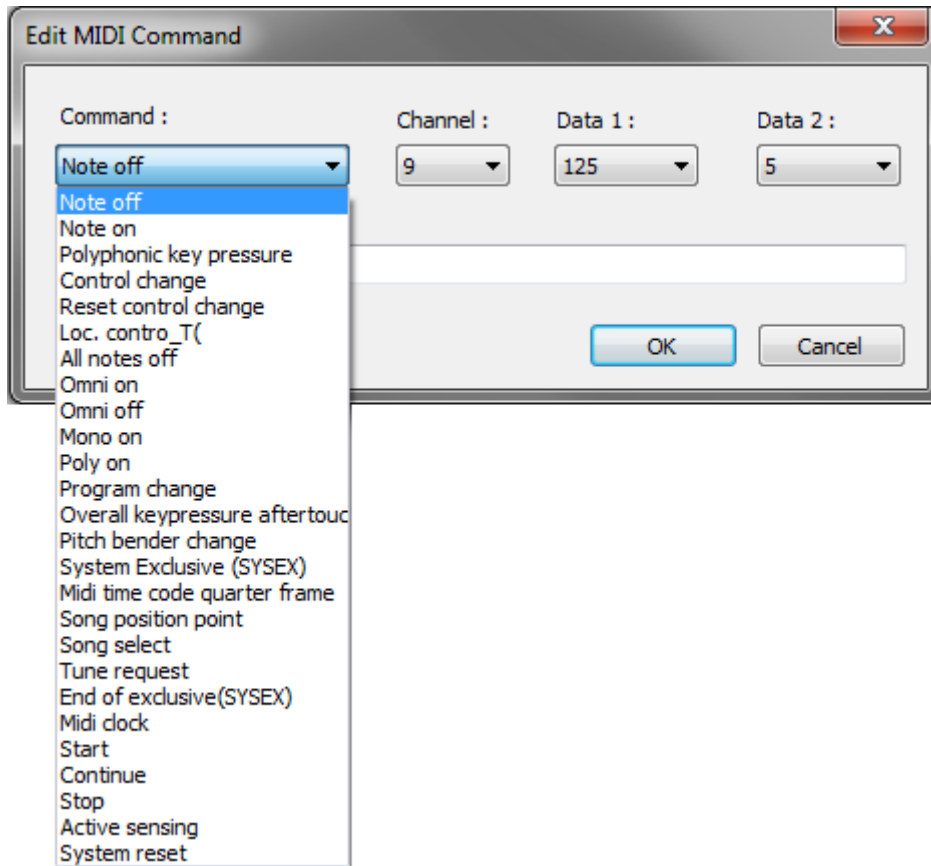 Edit MIDI Command
Command : Channel : Data 1 : Data 2 :
Note off 9 125 5
Note off
Note on
Polyphonic key pressure
Control change
Reset control change
Loc. contro_T(
All notes off
Omni on
Omni off
Mono on
Poly on
Program change
Overall keypressure aftertouc
Pitch bender change
System Exclusive (SYSEX)
Midi time code quarter frame
Song position point
Song select
Tune request
End of exclusive(SYSEX)
Midi clock
Start
Continue
Stop
Active sensing
System reset
OK Cancel